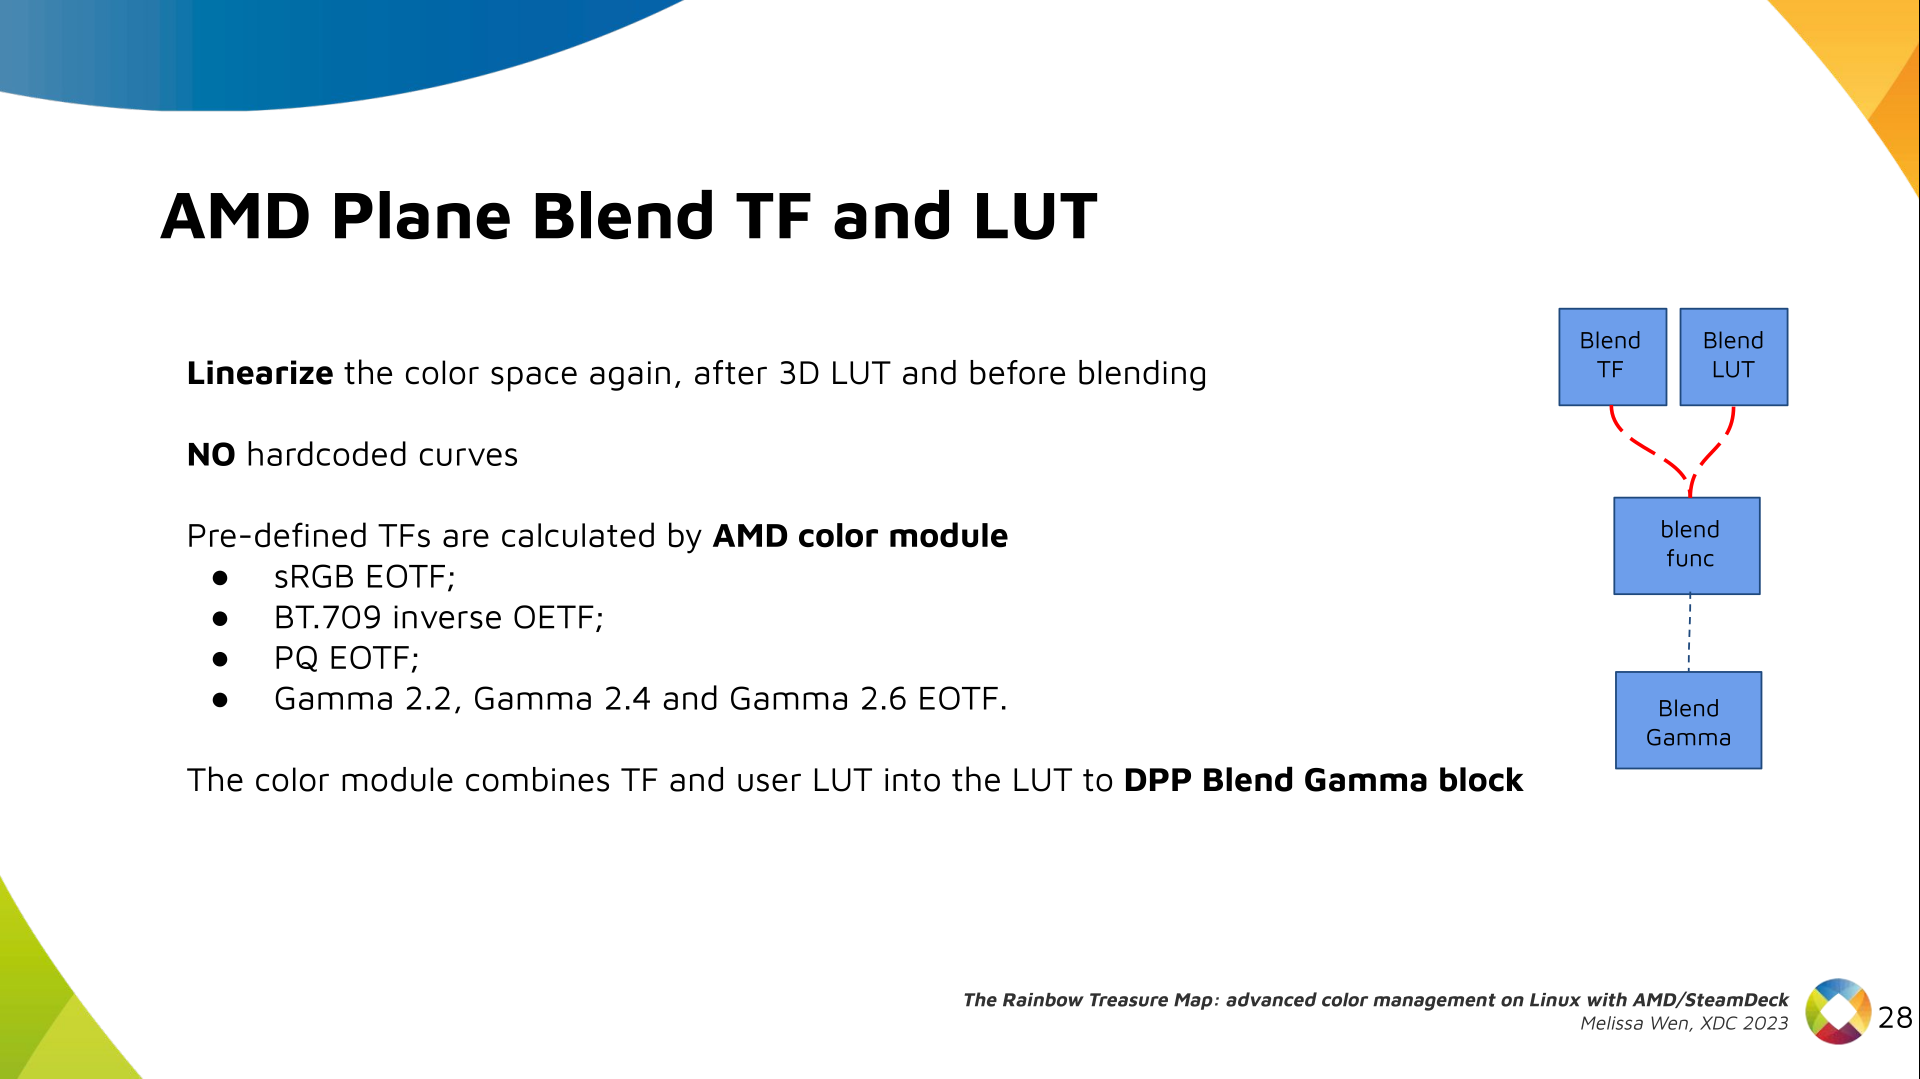 AMD Plane Blend TF and LUT
Linearize the color space again, after 3D LUT and before blending
NO hardcoded curves
Pre-defined TFs are calculated by AMD color module
● sRGB EOTF;
● BT.709 inverse OETF;
● PQ EOTF;
● Gamma 2.2, Gamma 2.4 and Gamma 2.6 EOTF.
The color module combines TF and user LUT into the LUT to DPP Blend Gamma block
Blend
TF
Blend
LUT
blend
func
Blend
Gamma
The Rainbow Treasure Map: advanced color management on Linux with AMD/SteamDeck
Melissa Wen, XDC 2023
28